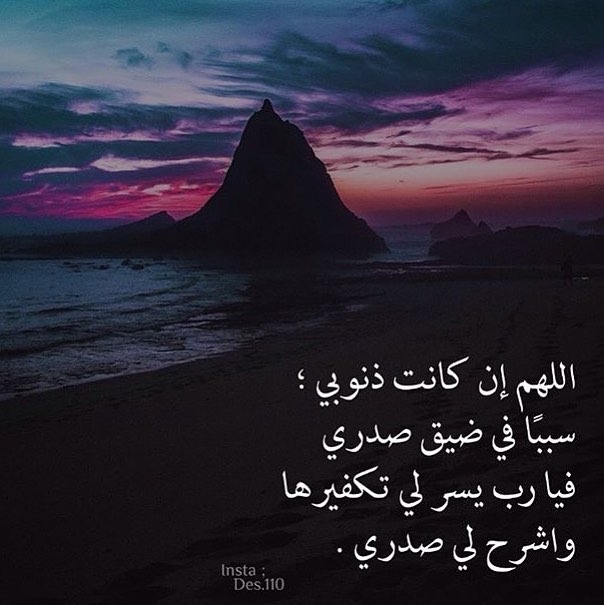 اللهم إن كانت ذنوبي ؛
سببًا في ضيق صدري
فيا رب يسر لي تكفيرها
واشرح لي صدري .
Insta ;
Des.110